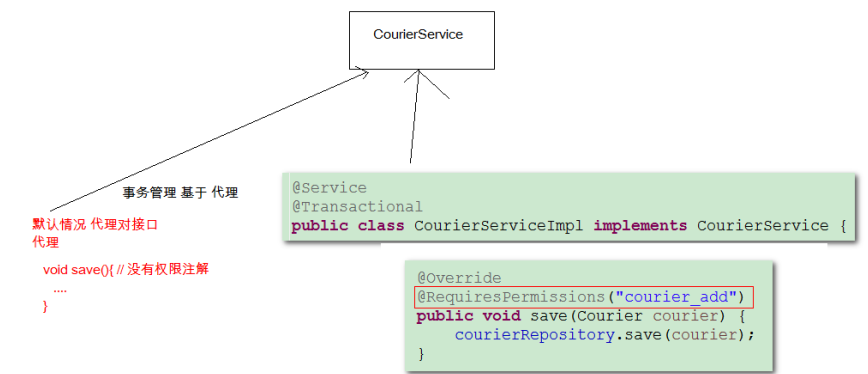 CourierService
事务管理 基于 代理
默认情况 代理对接口
代理
void save(){ // 没有权限注解
....
}
@Service
@Transactional
public class CourierServiceImpl implements CourierService {
@Override
@RequiresPermissions("courier_add")
public void save(Courier courier) {
courierRepository.save(courier);
}